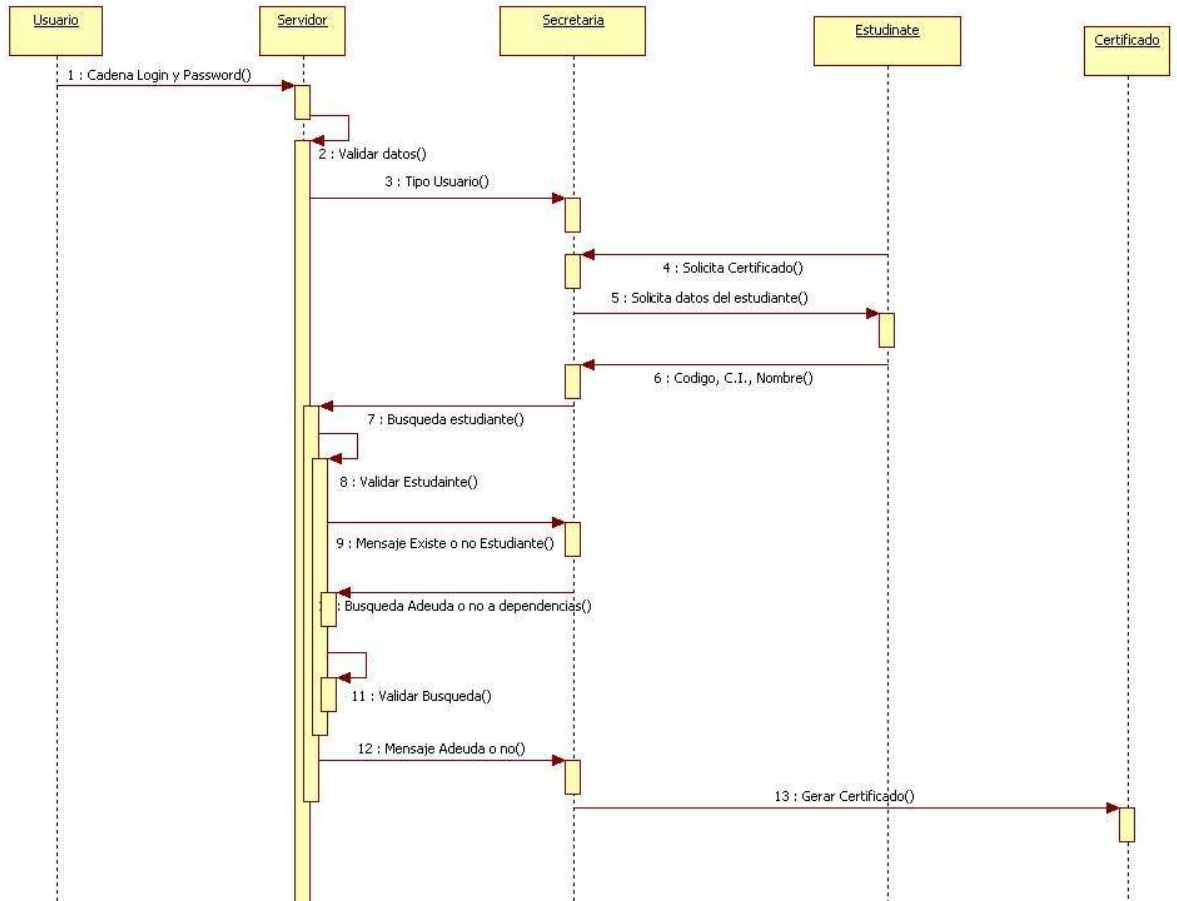 Usuario
Servidor
Secretaria
Estudinate
Certificado
1 : Cadena Login y Password()
2 : Validar datos()
3 : Tipo Usuario()
4 : Solicita Certificado()
5 : Solicita datos del estudiante()
6 : Codigo, C.I., Nombre()
7 : Busqueda estudiante()
8 : Validar Estudainte()
9 : Mensaje Existe o no Estudiante()
: Busqueda Adeuda o no a dependencias()
11 : Validar Busqueda()
12 : Mensaje Adeuda o no()
13 : Gerar Certificado()